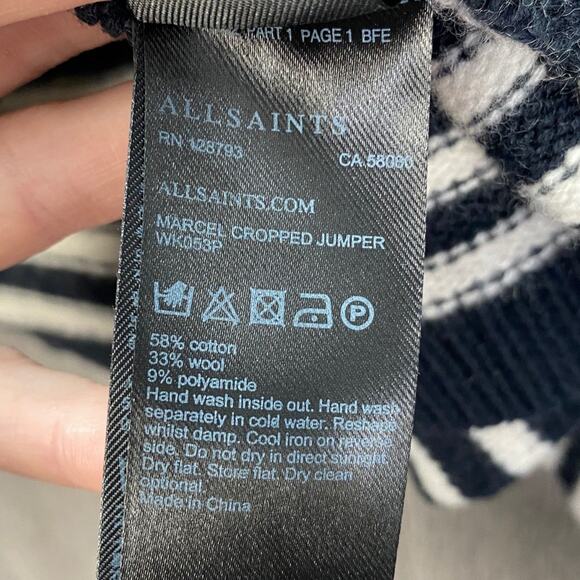 PART 1 PAGE 1 BFE
ALLSAINTS
RN 128793 CA 58080
ALLSAINTS.COM
MARCEL CROPPED JUMPER
WK053P
P
58% cotton
33% wool
9% polyamide
Hand wash inside out. Hand wash
separately in cold water. Reshape
whilst damp. Cool iron on reverse
side. Do not dry in direct sunlight
Dry flat. Store flat. Dry clean
optional.
Made in China